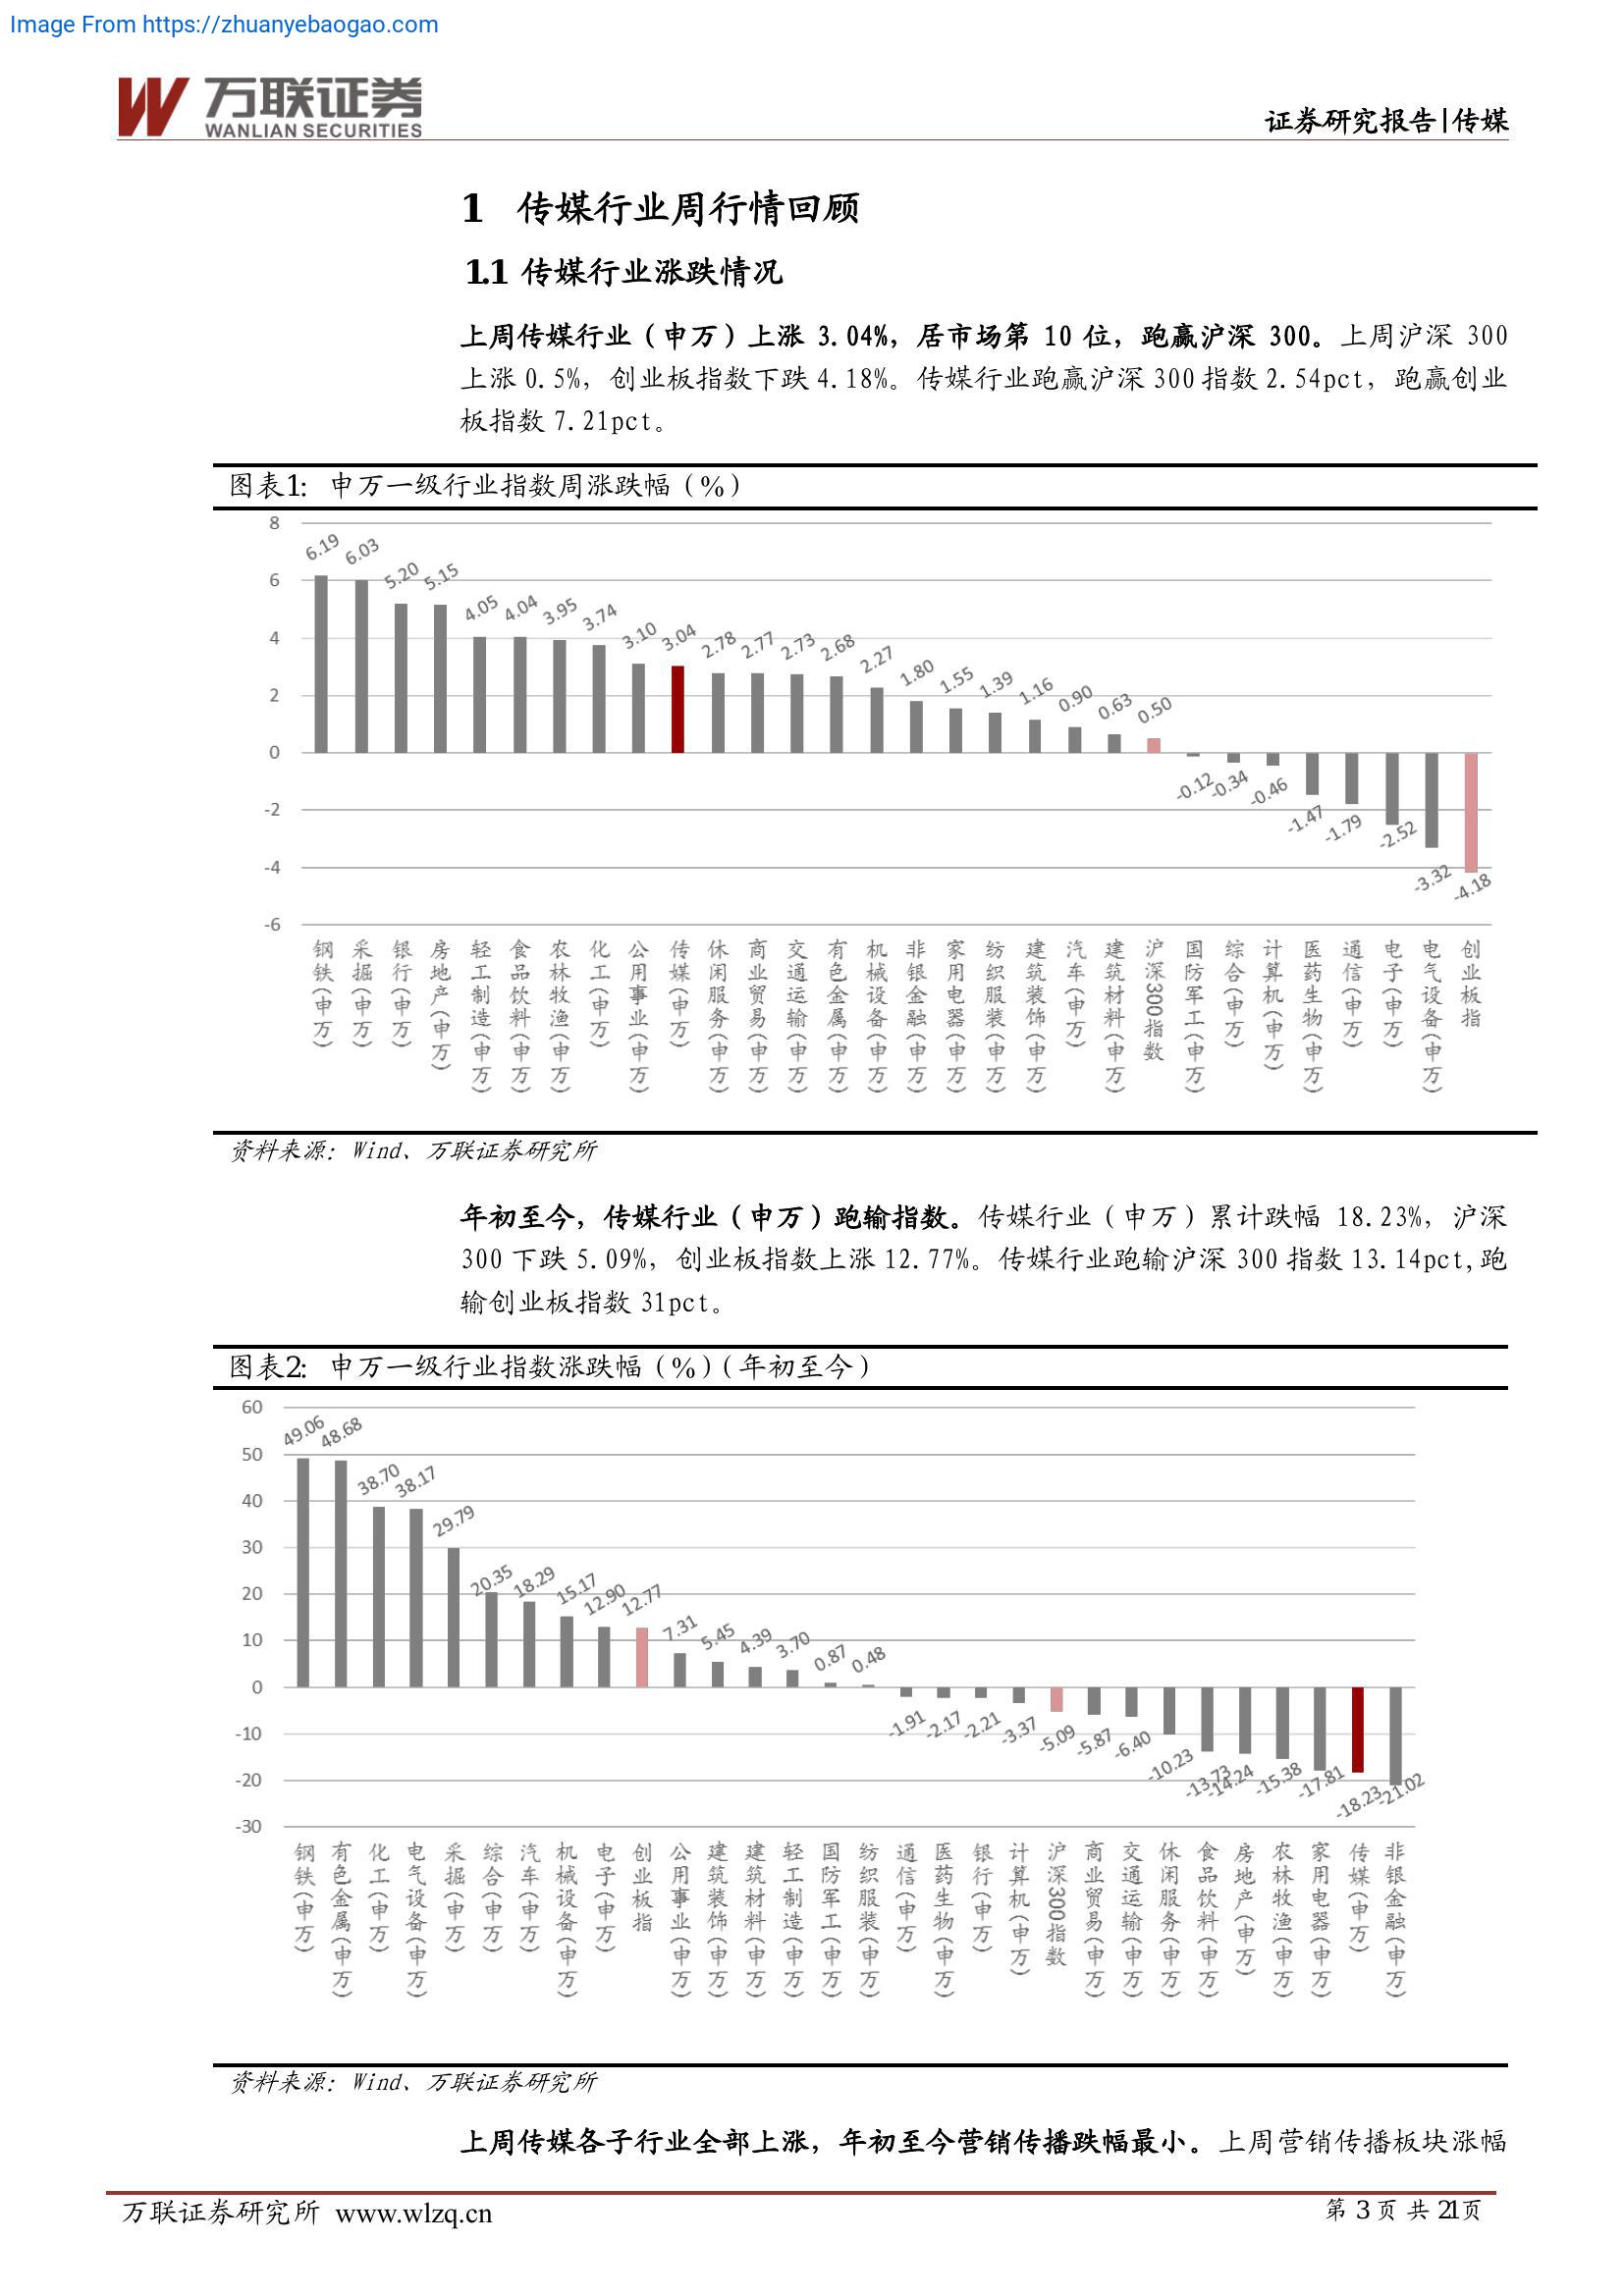 Image From https://zhuanyebaogao.com
万联证券
WANLIAN SECURITIES
证券研究报告|传媒
1 传媒行业周行情回顾
1.1 传媒行业涨跌情况
上周传媒行业（申万）上涨 3.04%，居市场第 10 位，跑赢沪深 300。上周沪深 300
上涨 0.5%，创业板指数下跌 4.18%。传媒行业跑赢沪深 300 指数 2.54pct，跑赢创业
板指数 7.21pct。
图表1: 申万一级行业指数周涨跌幅（%）
8
6
4
2
0
-2
-4
-6
6.19 6.03 5.20 5.15 4.05 4.04 3.95 3.74 3.10 3.04 2.78 2.77 2.73 2.68 2.27 1.80 1.55 1.39 1.16 0.90 0.63 0.50 -0.12 -0.34 -0.46 -1.47 -1.79 -2.52 -3.32 -4.18
钢铁(申万)
采掘(申万)
银行(申万)
房地产(申万)
轻工制造(申万)
食品饮料(申万)
农林牧渔(申万)
化工(申万)
公用事业(申万)
传媒(申万)
休闲服务(申万)
商业贸易(申万)
交通运输(申万)
有色金属(申万)
机械设备(申万)
非银金融(申万)
家用电器(申万)
纺织服装(申万)
建筑装饰(申万)
汽车(申万)
建筑材料(申万)
沪深300指数
国防军工(申万)
综合(申万)
计算机(申万)
医药生物(申万)
通信(申万)
电子(申万)
电气设备(申万)
创业板指
资料来源：Wind、万联证券研究所
年初至今，传媒行业（申万）跑输指数。传媒行业（申万）累计跌幅 18.23%，沪深
300 下跌 5.09%，创业板指数上涨 12.77%。传媒行业跑输沪深 300 指数 13.14pct,跑
输创业板指数 31pct。
图表2: 申万一级行业指数涨跌幅（%）（年初至今）
60
50
40
30
20
10
0
-10
-20
-30
49.06 48.68 38.70 38.17 29.79 20.35 18.29 15.17 12.90 12.77 7.31 5.45 4.39 3.70 0.87 0.48 -1.91 -2.17 -2.21 -3.37 -5.09 -5.87 -6.40 -10.23 -13.73 -14.24 -15.38 -17.81 -18.23 -21.02
钢铁(申万)
有色金属(申万)
化工(申万)
电气设备(申万)
采掘(申万)
综合(申万)
汽车(申万)
机械设备(申万)
电子(申万)
创业板指
公用事业(申万)
建筑装饰(申万)
建筑材料(申万)
轻工制造(申万)
国防军工(申万)
纺织服装(申万)
通信(申万)
医药生物(申万)
银行(申万)
计算机(申万)
沪深300指数
商业贸易(申万)
交通运输(申万)
休闲服务(申万)
食品饮料(申万)
房地产(申万)
农林牧渔(申万)
家用电器(申万)
传媒(申万)
非银金融(申万)
资料来源：Wind、万联证券研究所
上周传媒各子行业全部上涨，年初至今营销传播跌幅最小。上周营销传播板块涨幅
万联证券研究所 www.wlzq.cn
第 3 页 共 21 页